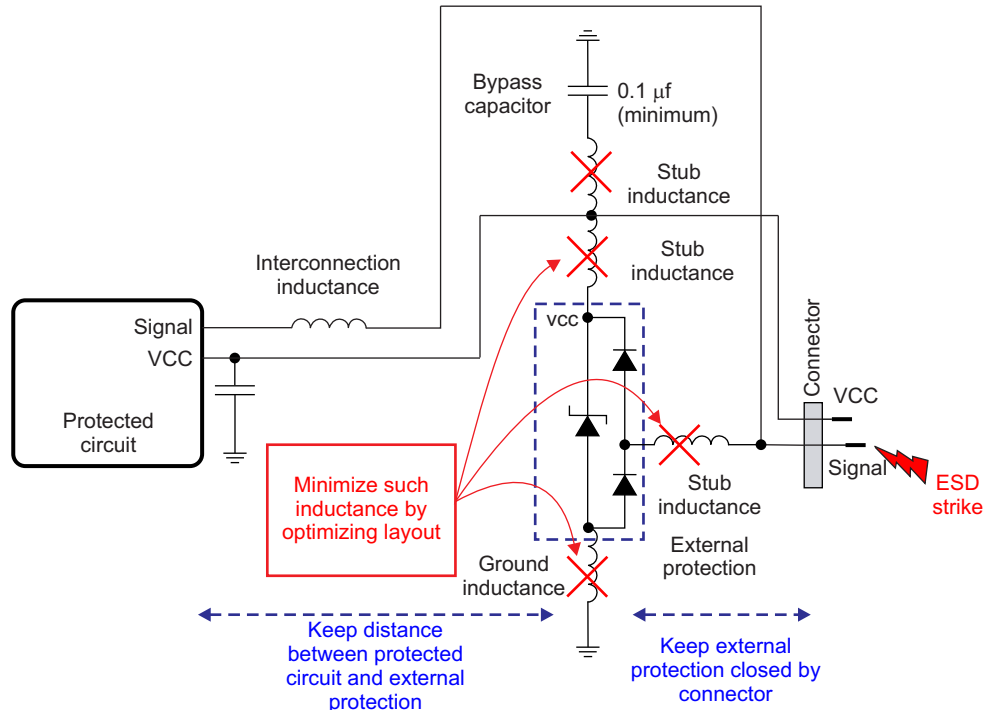 Bypass
capacitor
0.1 μf
(minimum)
Stub
inductance
Stub
inductance
Interconnection
inductance
Signal
VCC
Protected
circuit
vcc
Connector
VCC
Signal
ESD
strike
Minimize such
inductance by
optimizing layout
Stub
inductance
External
protection
Ground
inductance
Keep distance
between protected
circuit and external
protection
Keep external
protection closed by
connector